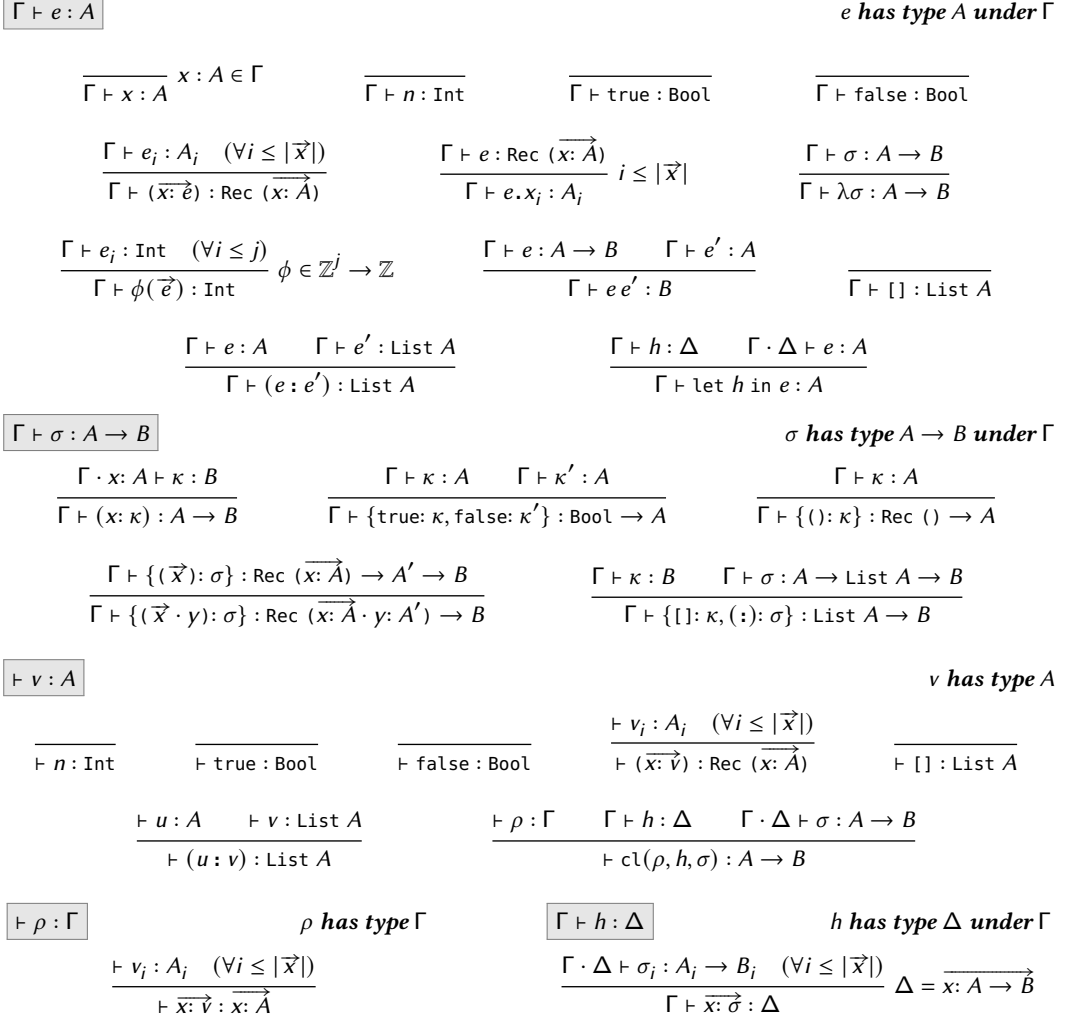 Γ ⊢ e : A e has type A under Γ
Γ ⊢ x : A x : A ∈ Γ Γ ⊢ n : Int Γ ⊢ true : Bool Γ ⊢ false : Bool
Γ ⊢ e_i : A_i (∀i ≤ |x⃗|) Γ ⊢ e : Rec (x: A)⃗ Γ ⊢ σ : A → B
Γ ⊢ (x: e)⃗ : Rec (x: A)⃗ Γ ⊢ e.x_i : A_i i ≤ |x⃗| Γ ⊢ λσ : A → B
Γ ⊢ e_i : Int (∀i ≤ j) Γ ⊢ e : A → B Γ ⊢ e′ : A
Γ ⊢ ϕ(e⃗) : Int ϕ ∈ ℤ^j → ℤ Γ ⊢ e e′ : B Γ ⊢ [] : List A
Γ ⊢ e : A Γ ⊢ e′ : List A Γ ⊢ h : Δ Γ · Δ ⊢ e : A
Γ ⊢ (e : e′) : List A Γ ⊢ let h in e : A
Γ ⊢ σ : A → B σ has type A → B under Γ
Γ · x: A ⊢ κ : B Γ ⊢ κ : A Γ ⊢ κ′ : A Γ ⊢ κ : A
Γ ⊢ (x: κ) : A → B Γ ⊢ {true: κ, false: κ′} : Bool → A Γ ⊢ {(): κ} : Rec () → A
Γ ⊢ {(x⃗): σ} : Rec (x: A)⃗ → A′ → B Γ ⊢ κ : B Γ ⊢ σ : A → List A → B
Γ ⊢ {(x⃗ · y): σ} : Rec (x: A⃗ · y: A′) → B Γ ⊢ {[]: κ, (:): σ} : List A → B
⊢ v : A v has type A
⊢ n : Int ⊢ true : Bool ⊢ false : Bool ⊢ v_i : A_i (∀i ≤ |x⃗|) ⊢ [] : List A
⊢ (x: v)⃗ : Rec (x: A)⃗
⊢ u : A ⊢ v : List A ⊢ ρ : Γ Γ ⊢ h : Δ Γ · Δ ⊢ σ : A → B
⊢ (u : v) : List A ⊢ cl(ρ, h, σ) : A → B
⊢ ρ : Γ ρ has type Γ Γ ⊢ h : Δ h has type Δ under Γ
⊢ v_i : A_i (∀i ≤ |x⃗|) Γ · Δ ⊢ σ_i : A_i → B_i (∀i ≤ |x⃗|)
⊢ x: v⃗ : x: A⃗ Γ ⊢ x: σ⃗ : Δ Δ = x: A → B⃗